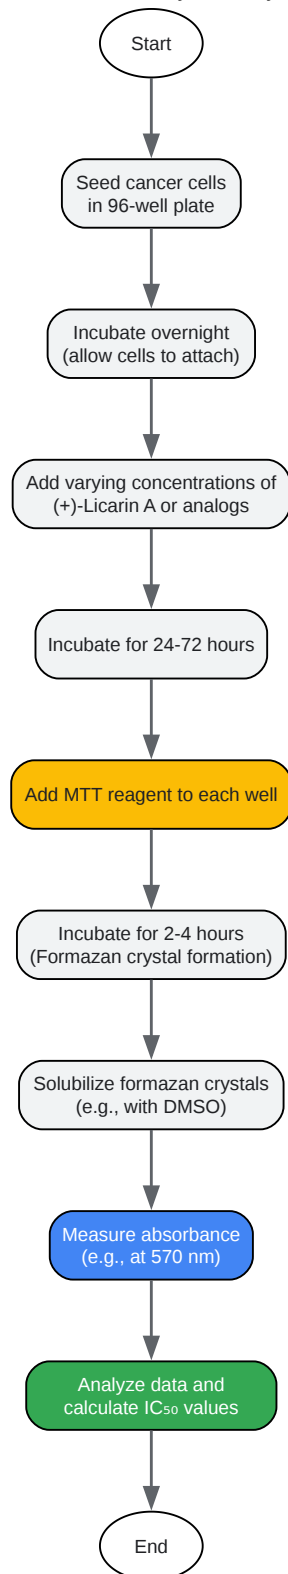 Start
Seed cancer cells
in 96-well plate
Incubate overnight
(allow cells to attach)
Add varying concentrations of
(+)-Licarin A or analogs
Incubate for 24-72 hours
Add MTT reagent to each well
Incubate for 2-4 hours
(Formazan crystal formation)
Solubilize formazan crystals
(e.g., with DMSO)
Measure absorbance
(e.g., at 570 nm)
Analyze data and
calculate IC₅₀ values
End